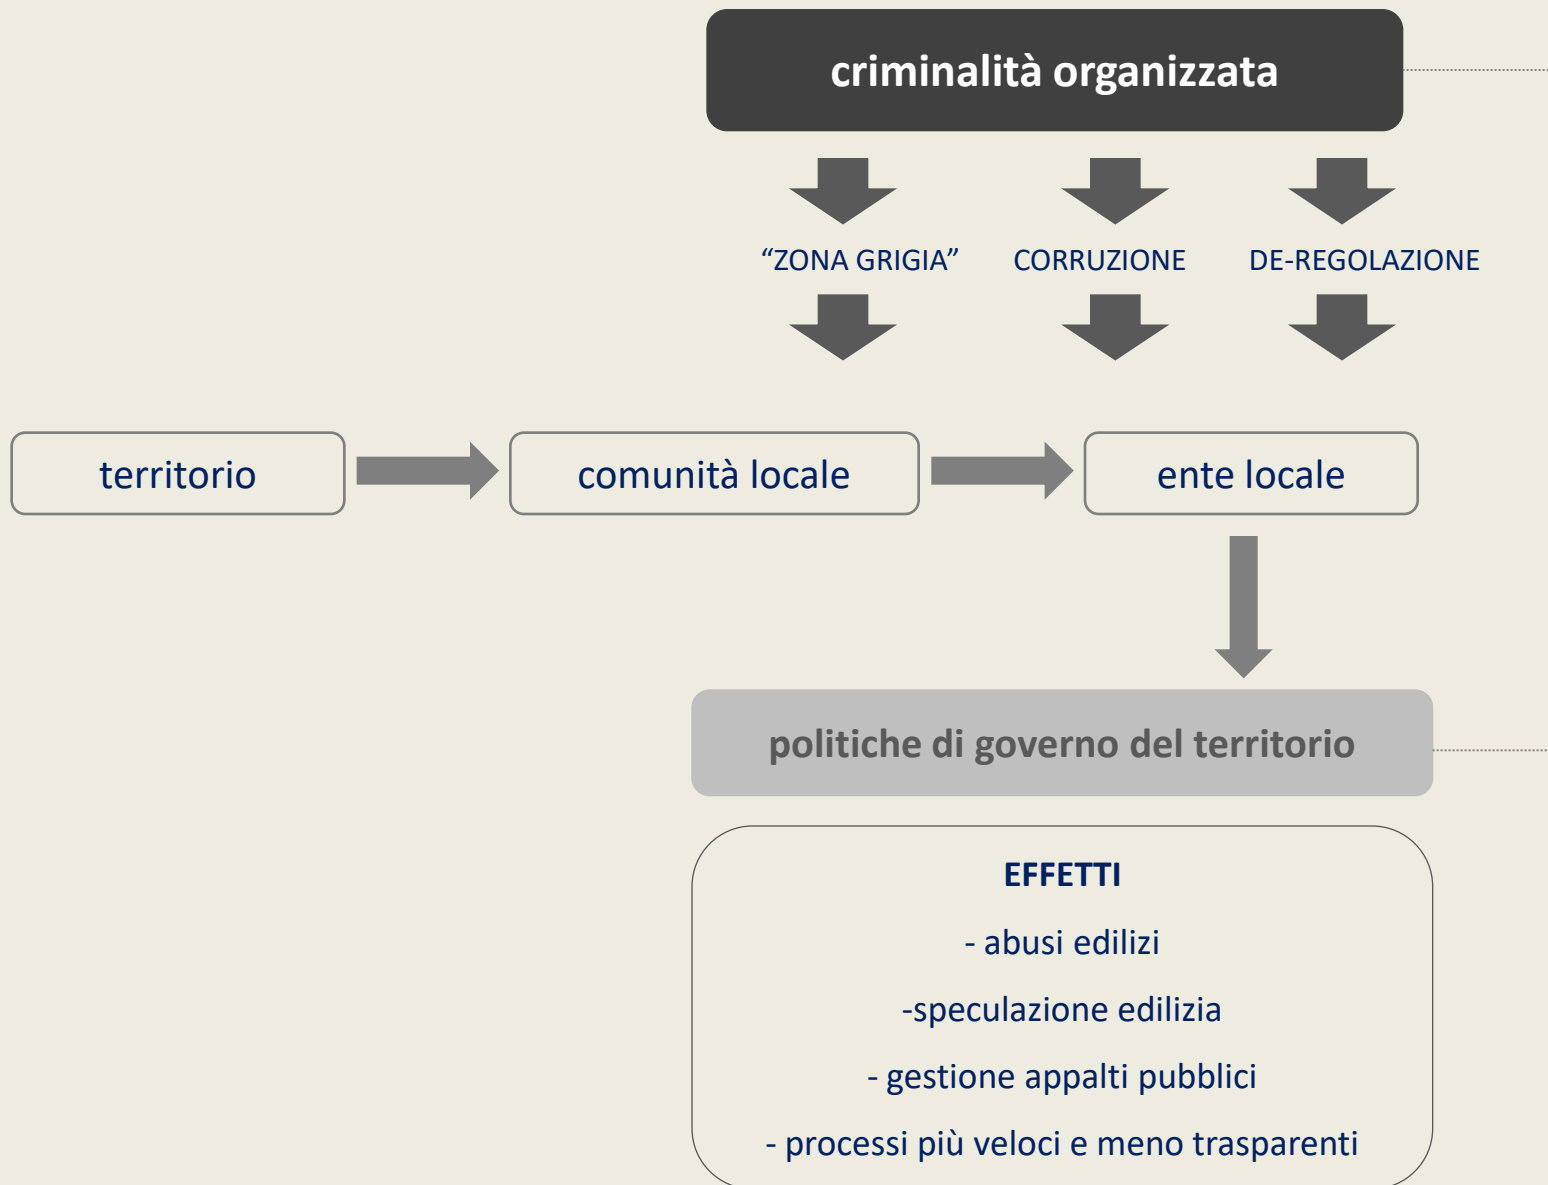 criminalità organizzata
“ZONA GRIGIA” CORRUZIONE DE-REGOLAZIONE
territorio comunità locale ente locale
politiche di governo del territorio
EFFETTI
- abusi edilizi
-speculazione edilizia
- gestione appalti pubblici
- processi più veloci e meno trasparenti